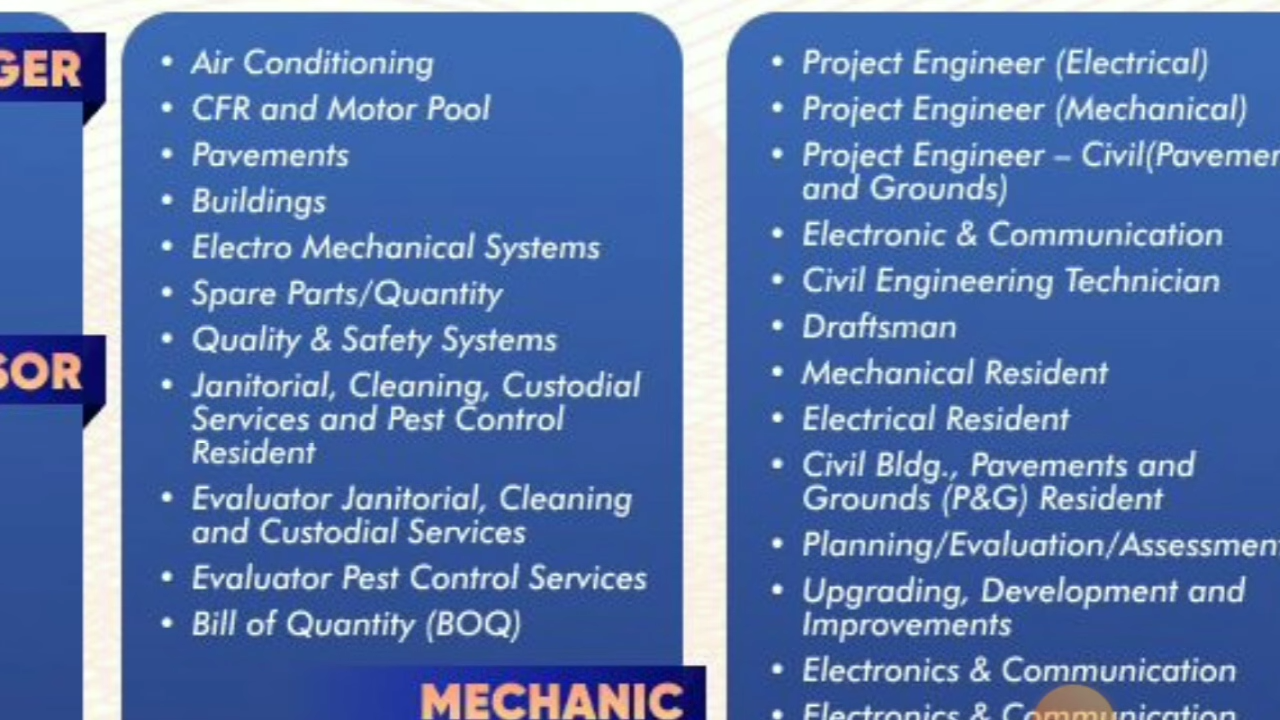 GER
SOR
• Air Conditioning
• CFR and Motor Pool
• Pavements
• Buildings
• Electro Mechanical Systems
• Spare Parts/Quantity
• Quality & Safety Systems
• Janitorial, Cleaning, Custodial
Services and Pest Control
Resident
• Evaluator Janitorial, Cleaning
and Custodial Services
• Evaluator Pest Control Services
• Bill of Quantity (BOQ)
MECHANIC
• Project Engineer (Electrical)
• Project Engineer (Mechanical)
• Project Engineer – Civil(Pavemen
and Grounds)
• Electronic & Communication
• Civil Engineering Technician
• Draftsman
• Mechanical Resident
• Electrical Resident
• Civil Bldg., Pavements and
Grounds (P&G) Resident
• Planning/Evaluation/Assessment
• Upgrading, Development and
Improvements
• Electronics & Communication
• Electronics & Communication